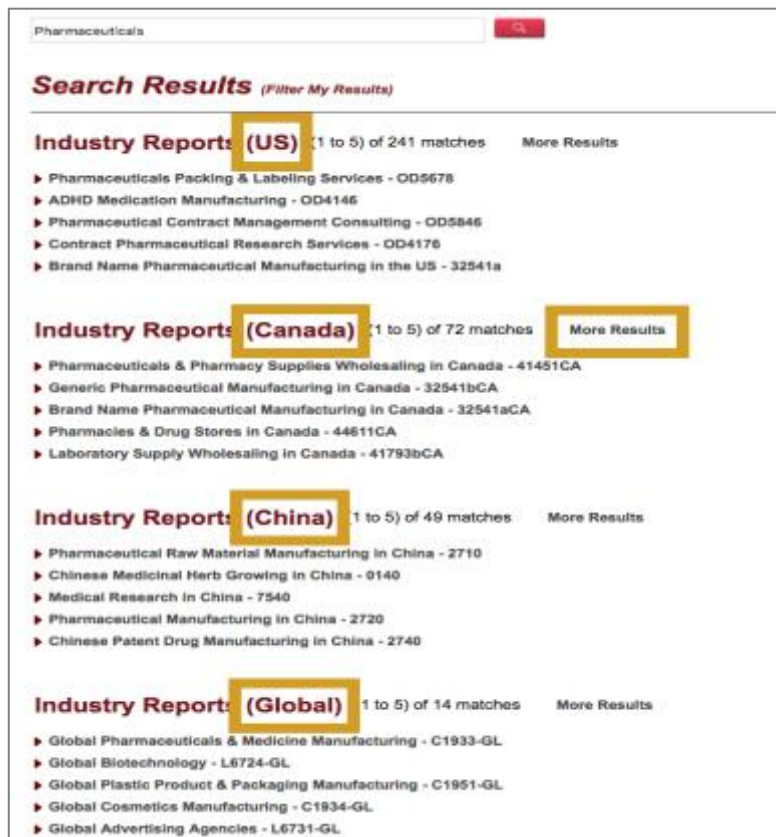 Pharmaceuticals
Search Results (Filter My Results)
Industry Reports (US) (1 to 5) of 241 matches More Results
Pharmaceuticals Packing & Labeling Services - OD5678
ADHD Medication Manufacturing - OD4146
Pharmaceutical Contract Management Consulting - OD5846
Contract Pharmaceutical Research Services - OD4176
Brand Name Pharmaceutical Manufacturing in the US - 32541a
Industry Reports (Canada) (1 to 5) of 72 matches More Results
Pharmaceuticals & Pharmacy Supplies Wholesaling in Canada - 41451CA
Generic Pharmaceutical Manufacturing in Canada - 32541bCA
Brand Name Pharmaceutical Manufacturing in Canada - 32541aCA
Pharmacies & Drug Stores in Canada - 44611CA
Laboratory Supply Wholesaling in Canada - 41793bCA
Industry Reports (China) (1 to 5) of 49 matches More Results
Pharmaceutical Raw Material Manufacturing in China - 2710
Chinese Medicinal Herb Growing in China - 0140
Medical Research in China - 7540
Pharmaceutical Manufacturing in China - 2720
Chinese Patent Drug Manufacturing in China - 2740
Industry Reports (Global) 1 to 5) of 14 matches More Results
Global Pharmaceuticals & Medicine Manufacturing - C1933-GL
Global Biotechnology - L6724-GL
Global Plastic Product & Packaging Manufacturing - C1951-GL
Global Cosmetics Manufacturing - C1934-GL
Global Advertising Agencies - L6731-GL